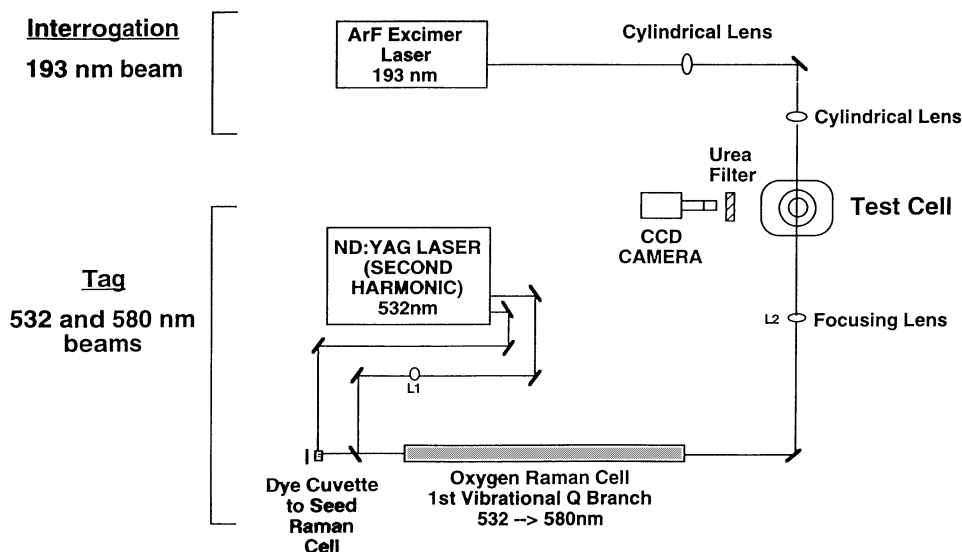 Interrogation
193 nm beam
ArF Excimer
Laser
193 nm
Cylindrical Lens
Cylindrical Lens
Urea
Filter
Test Cell
CCD
CAMERA
Tag
532 and 580 nm
beams
ND:YAG LASER
(SECOND
HARMONIC)
532nm
L2 Focusing Lens
L1
Dye Cuvette
to Seed
Raman
Cell
Oxygen Raman Cell
1st Vibrational Q Branch
532 --> 580nm